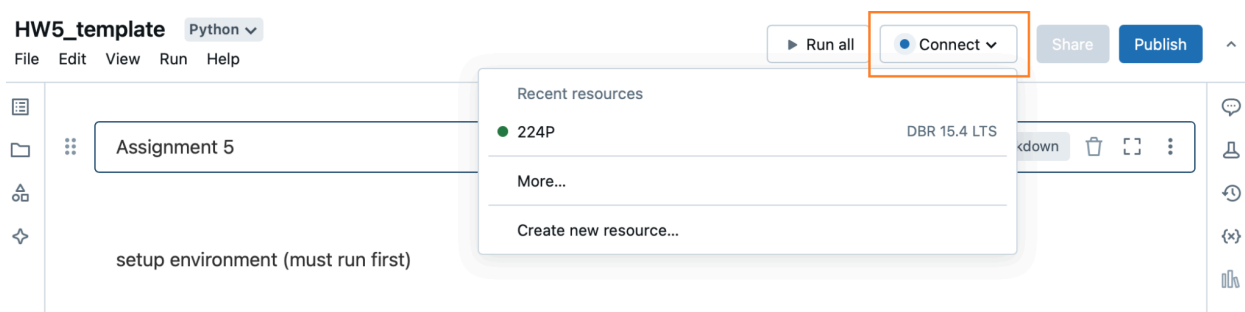 HW5_template Python
File Edit View Run Help
Run all
Connect
Share
Publish
Recent resources
224P DBR 15.4 LTS
More...
Create new resource...
Assignment 5
kdown
setup environment (must run first)
{x}